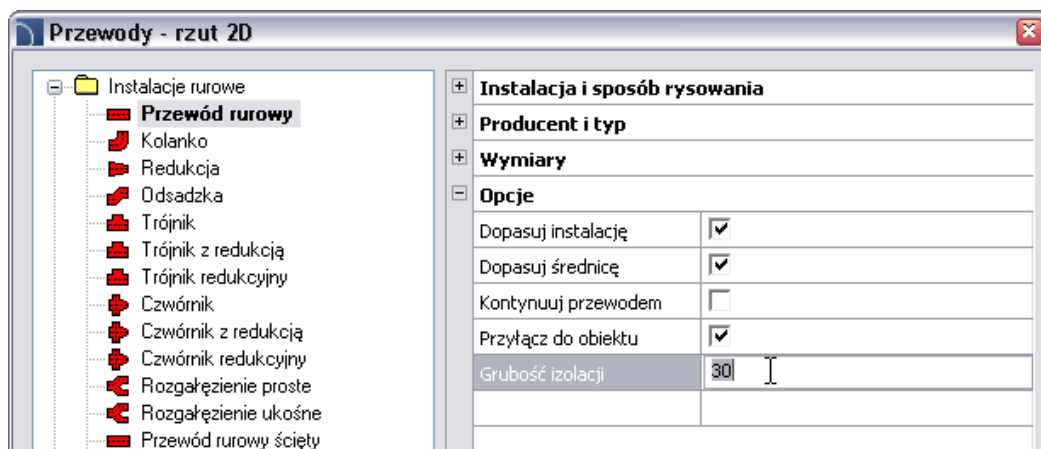 Przewody - rzut 2D
Instalacje rurowe
Przewód rurowy
Kolanko
Redukcja
Odsadzka
Trójnik
Trójnik z redukcją
Trójnik redukcyjny
Czwórnik
Czwórnik z redukcją
Czwórnik redukcyjny
Rozgałęzienie proste
Rozgałęzienie ukośne
Przewód rurowy ścięty
Instalacja i sposób rysowania
Producent i typ
Wymiary
Opcje
Dopasuj instalację
Dopasuj średnicę
Kontynuuj przewodem
Przyłącz do obiektu
Grubość izolacji 30